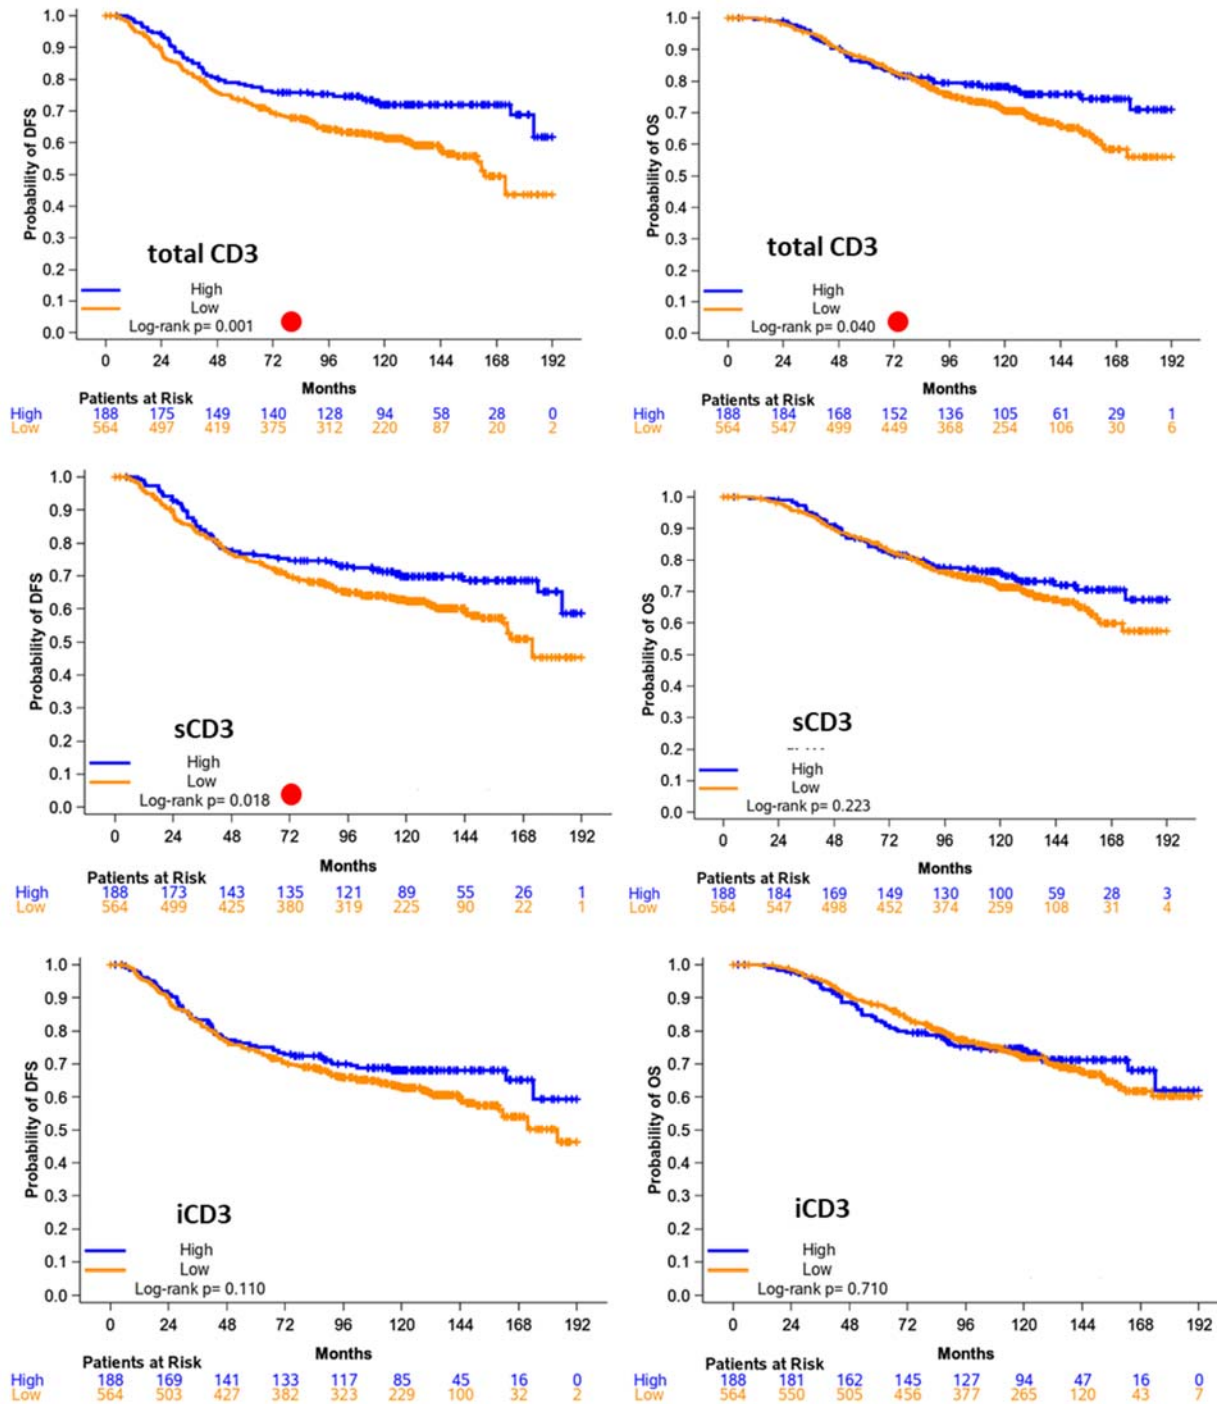 1.0
0.9
0.8
0.7
0.6
0.5
0.4
0.3
0.2
0.1
0.0
Probability of DFS
total CD3
High
Low
Log-rank p= 0.001
0 24 48 72 96 120 144 168 192
Months
Patients at Risk
High 188 175 149 140 128 94 58 28 0
Low 564 497 419 375 312 220 87 20 2
1.0
0.9
0.8
0.7
0.6
0.5
0.4
0.3
0.2
0.1
0.0
Probability of OS
total CD3
High
Low
Log-rank p= 0.040
0 24 48 72 96 120 144 168 192
Months
Patients at Risk
High 188 184 168 152 136 105 61 29 1
Low 564 547 499 449 368 254 106 30 6
1.0
0.9
0.8
0.7
0.6
0.5
0.4
0.3
0.2
0.1
0.0
Probability of DFS
sCD3
High
Low
Log-rank p= 0.018
0 24 48 72 96 120 144 168 192
Months
Patients at Risk
High 188 173 143 135 121 89 55 26 1
Low 564 499 425 380 319 225 90 22 1
1.0
0.9
0.8
0.7
0.6
0.5
0.4
0.3
0.2
0.1
0.0
Probability of OS
sCD3
High
Low
Log-rank p= 0.223
0 24 48 72 96 120 144 168 192
Months
Patients at Risk
High 188 184 169 149 130 100 59 28 3
Low 564 547 498 452 374 259 108 31 4
1.0
0.9
0.8
0.7
0.6
0.5
0.4
0.3
0.2
0.1
0.0
Probability of DFS
iCD3
High
Low
Log-rank p= 0.110
0 24 48 72 96 120 144 168 192
Months
Patients at Risk
High 188 169 141 133 117 85 45 16 0
Low 564 503 427 382 323 229 100 32 2
1.0
0.9
0.8
0.7
0.6
0.5
0.4
0.3
0.2
0.1
0.0
Probability of OS
iCD3
High
Low
Log-rank p= 0.710
0 24 48 72 96 120 144 168 192
Months
Patients at Risk
High 188 181 162 145 127 94 47 16 0
Low 564 550 505 456 377 265 120 43 7